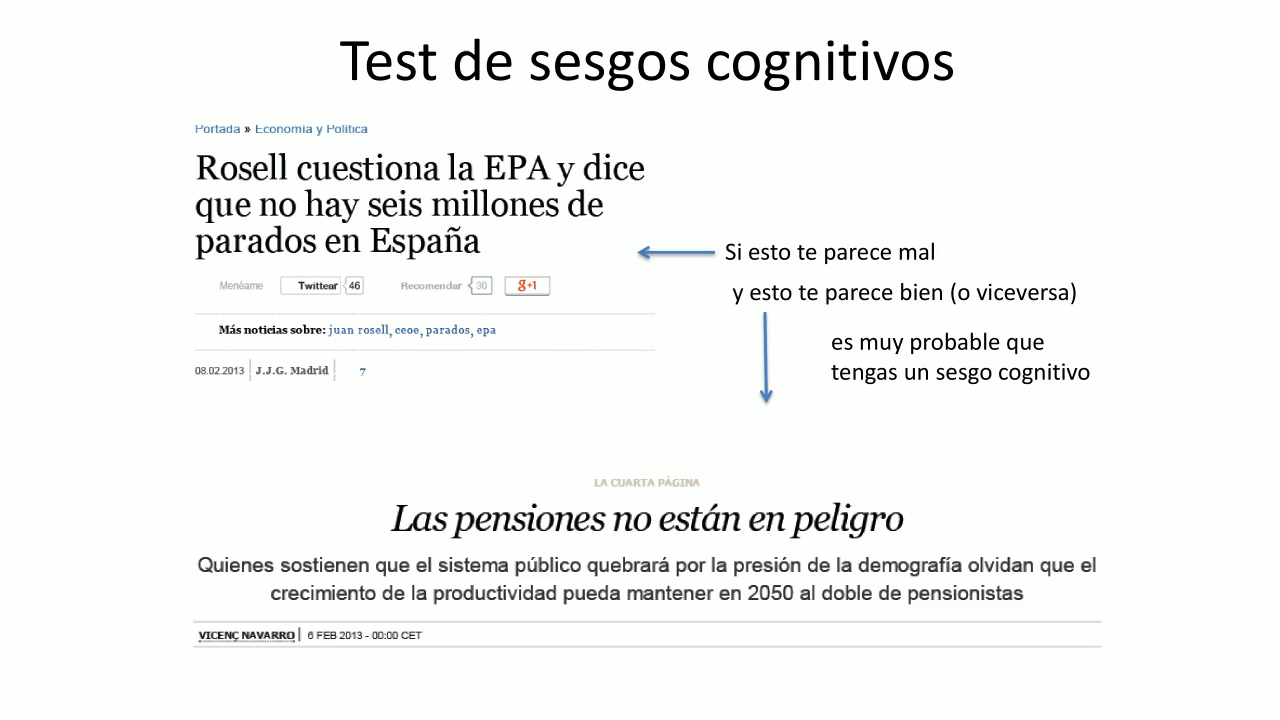 Test de sesgos cognitivos
Portada » Economía y Política
Rosell cuestiona la EPA y dice
que no hay seis millones de
parados en España
Si esto te parece mal
Menéame Twittear 46 Recomendar 30 g+1
y esto te parece bien (o viceversa)
Más noticias sobre: juan rosell, ceoe, parados, epa
es muy probable que
tengas un sesgo cognitivo
08.02.2013 J.J.G. Madrid 7
LA CUARTA PÁGINA
Las pensiones no están en peligro
Quienes sostienen que el sistema público quebrará por la presión de la demografía olvidan que el
crecimiento de la productividad pueda mantener en 2050 al doble de pensionistas
VICENÇ NAVARRO 6 FEB 2013 - 00:00 CET